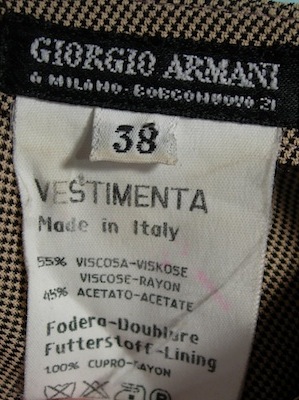 GIORGIO ARMANI
A MILANO-BORGONUOVO 21
38
VESTIMENTA
Made in Italy
55% VISCOSA-VISKOSE
VISCOSE-RAYON
45% ACETATO-ACETATE
Fodera-Doublure
Futterstoff-Lining
100% CUPRO-RAYON